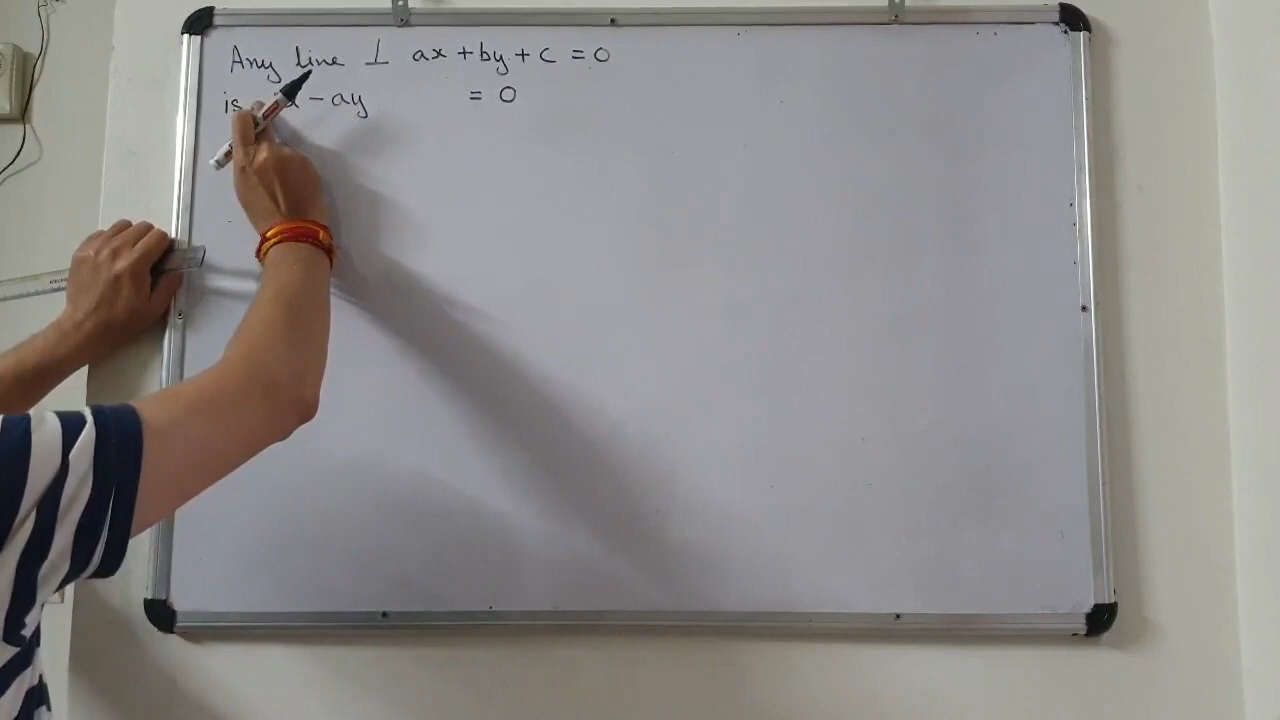 Any line ⊥ ax + by + c = 0
is - ay = 0